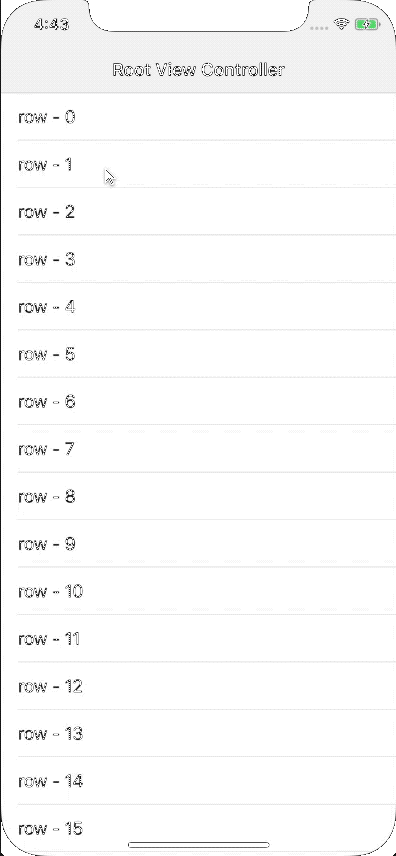 4:43
Root View Controller
row - 0
row - 1
row - 2
row - 3
row - 4
row - 5
row - 6
row - 7
row - 8
row - 9
row - 10
row - 11
row - 12
row - 13
row - 14
row - 15